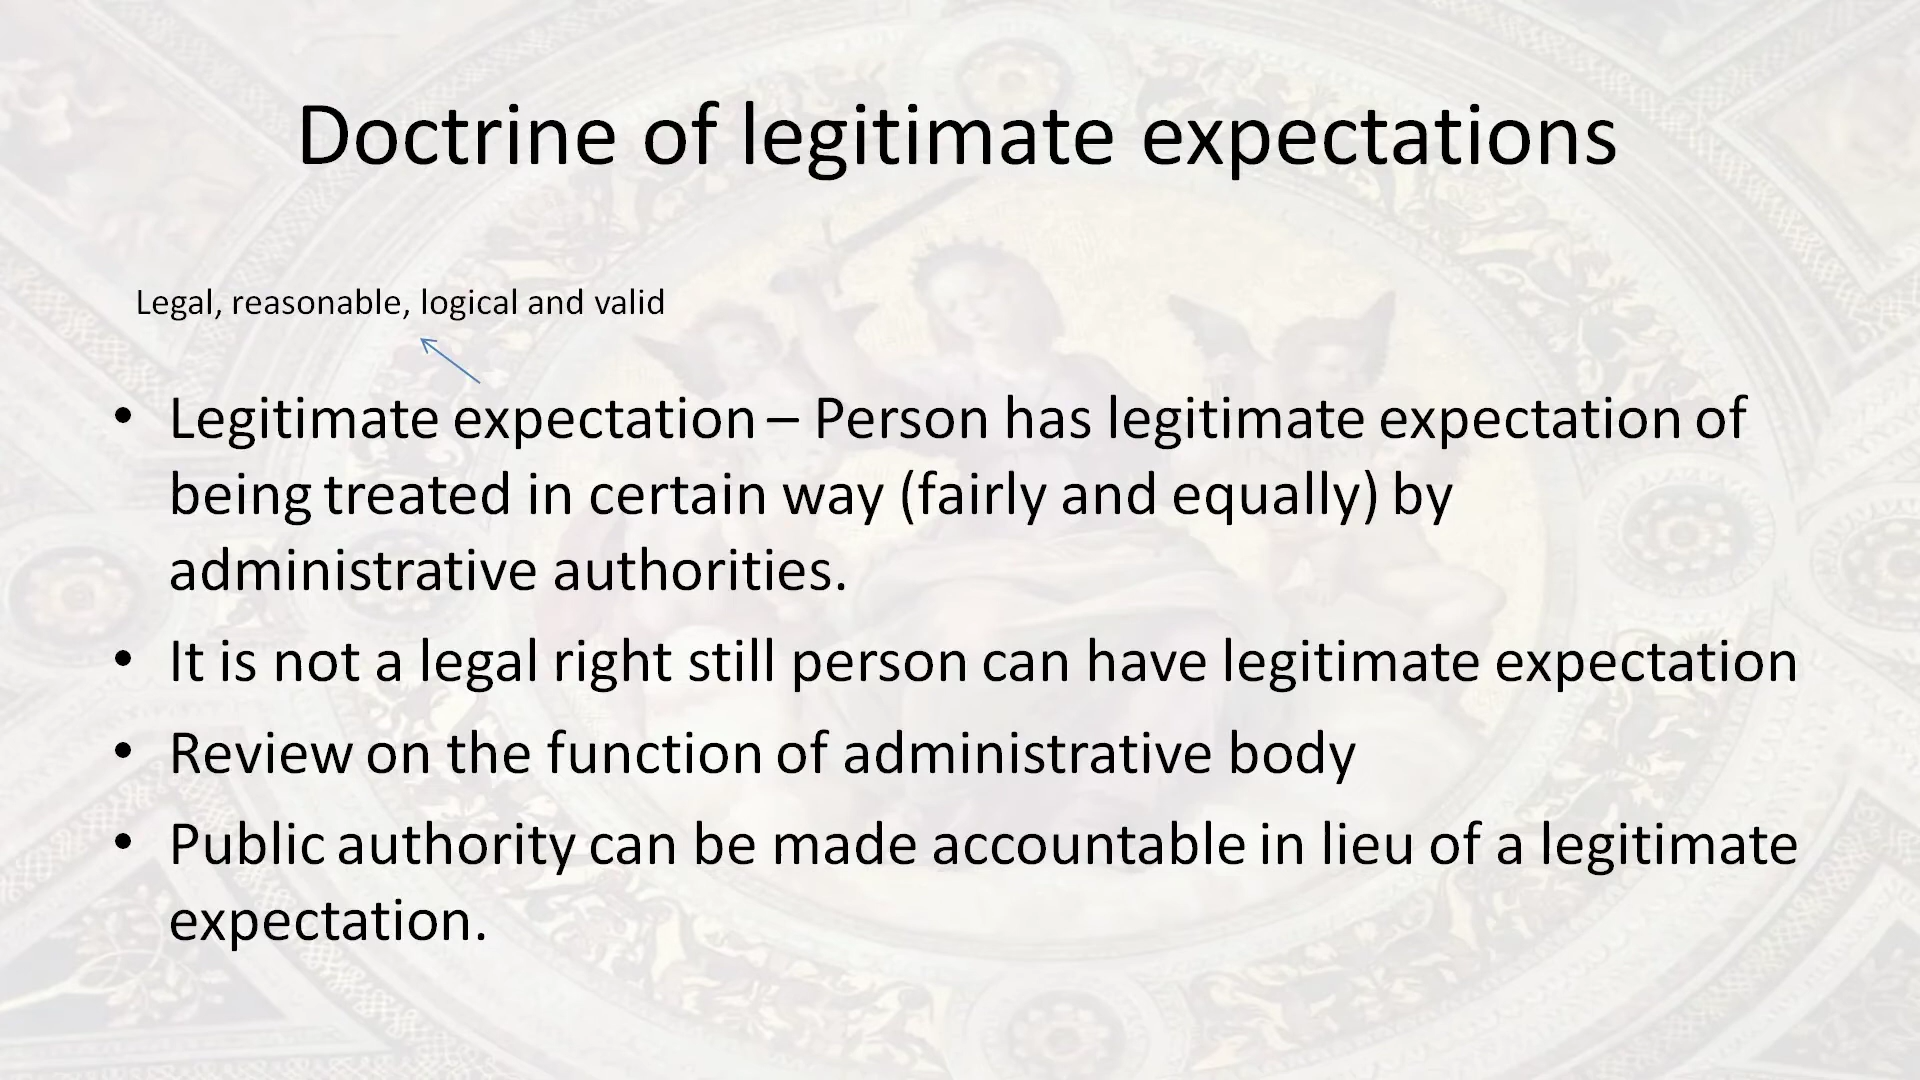 Doctrine of legitimate expectations
Legal, reasonable, logical and valid
• Legitimate expectation – Person has legitimate expectation of
being treated in certain way (fairly and equally) by
administrative authorities.
• It is not a legal right still person can have legitimate expectation
• Review on the function of administrative body
• Public authority can be made accountable in lieu of a legitimate
expectation.